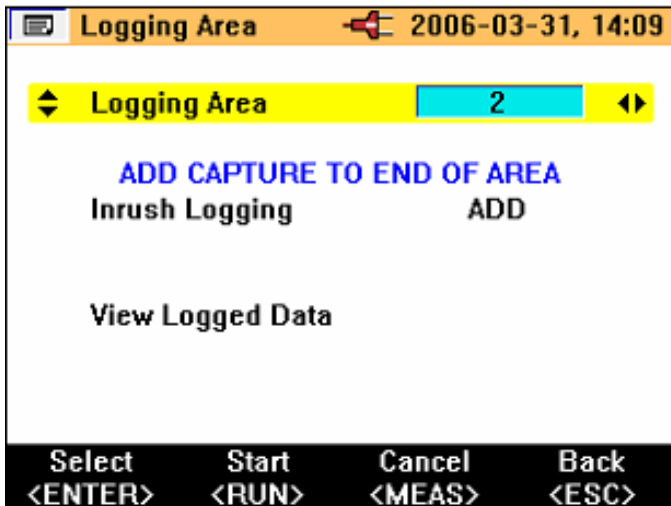 Logging Area 2006-03-31, 14:09
Logging Area 2
ADD CAPTURE TO END OF AREA
Inrush Logging ADD
View Logged Data
Select Start Cancel Back
<ENTER> <RUN> <MEAS> <ESC>